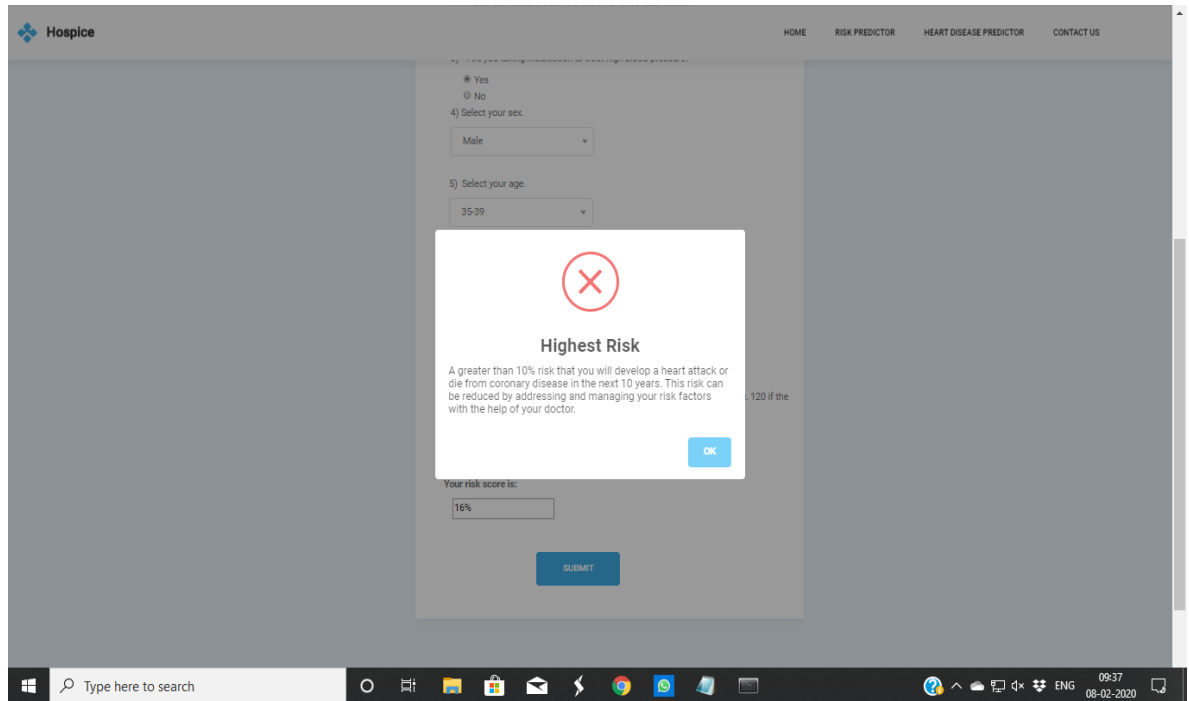 Hospice
HOME RISK PREDICTOR HEART DISEASE PREDICTOR CONTACT US
Yes
No
4) Select your sex.
Male
5) Select your age.
35-39
Highest Risk
A greater than 10% risk that you will develop a heart attack or
die from coronary disease in the next 10 years. This risk can
be reduced by addressing and managing your risk factors
with the help of your doctor.
120 if the
OK
Your risk score is:
16%
SUBMIT
Type here to search
ENG
09:37
08-02-2020